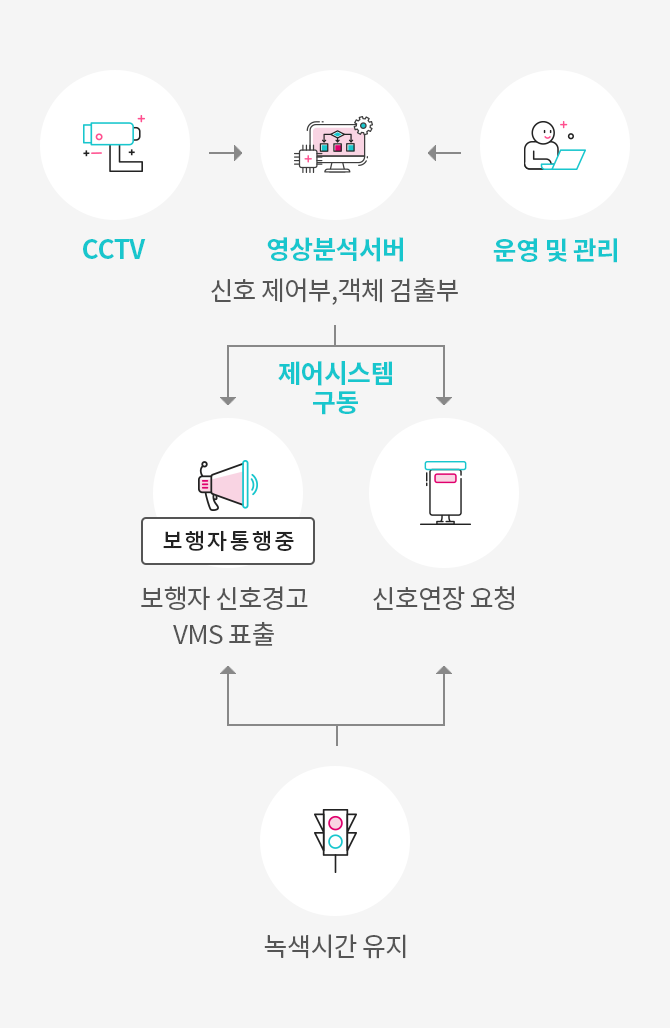 CCTV
영상분석서버
운영 및 관리
신호 제어부,객체 검출부
제어시스템
구동
보행자통행중
보행자 신호경고
VMS 표출
신호연장 요청
녹색시간 유지